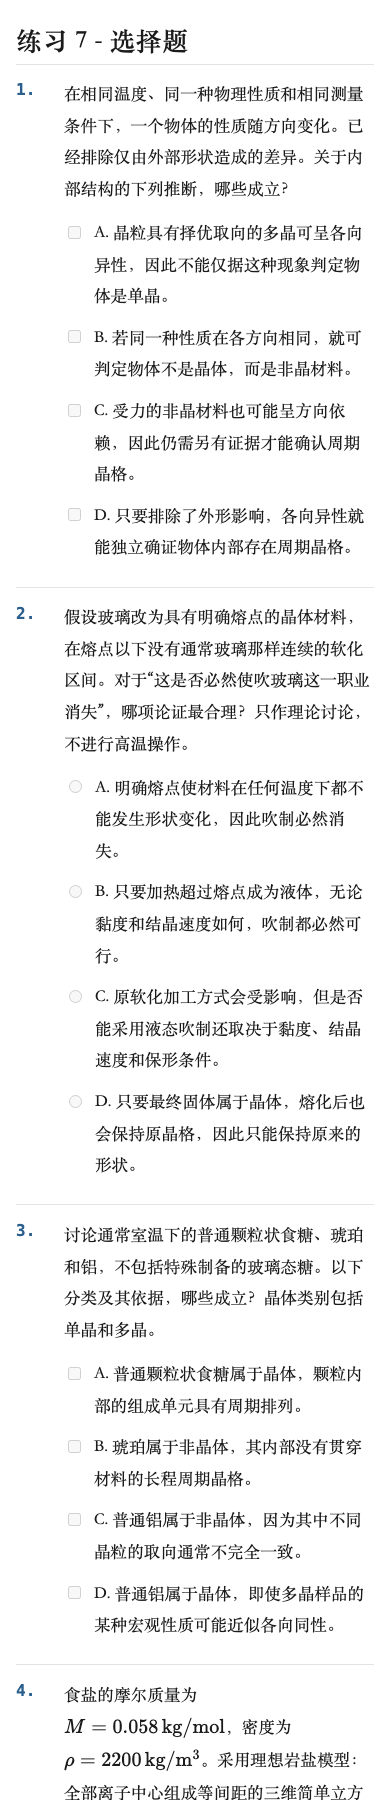 练习 7 - 选择题
1.
在相同温度、同一种物理性质和相同测量
条件下，一个物体的性质随方向变化。已
经排除仅由外部形状造成的差异。关于内
部结构的下列推断，哪些成立？
A. 晶粒具有择优取向的多晶可呈各向
异性，因此不能仅据这种现象判定物
体是单晶。
B. 若同一种性质在各方向相同，就可
判定物体不是晶体，而是非晶材料。
C. 受力的非晶材料也可能呈方向依
赖，因此仍需另有证据才能确认周期
晶格。
D. 只要排除了外形影响，各向异性就
能独立确证物体内部存在周期晶格。
2.
假设玻璃改为具有明确熔点的晶体材料，
在熔点以下没有通常玻璃那样连续的软化
区间。对于“这是否必然使吹玻璃这一职业
消失”，哪项论证最合理？只作理论讨论，
不进行高温操作。
A. 明确熔点使材料在任何温度下都不
能发生形状变化，因此吹制必然消
失。
B. 只要加热超过熔点成为液体，无论
黏度和结晶速度如何，吹制都必然可
行。
C. 原软化加工方式会受影响，但是否
能采用液态吹制还取决于黏度、结晶
速度和保形条件。
D. 只要最终固体属于晶体，熔化后也
会保持原晶格，因此只能保持原来的
形状。
3.
讨论通常室温下的普通颗粒状食糖、琥珀
和铝，不包括特殊制备的玻璃态糖。以下
分类及其依据，哪些成立？晶体类别包括
单晶和多晶。
A. 普通颗粒状食糖属于晶体，颗粒内
部的组成单元具有周期排列。
B. 琥珀属于非晶体，其内部没有贯穿
材料的长程周期晶格。
C. 普通铝属于非晶体，因为其中不同
晶粒的取向通常不完全一致。
D. 普通铝属于晶体，即使多晶样品的
某种宏观性质可能近似各向同性。
4.
食盐的摩尔质量为
M = 0.058 kg/mol，密度为
ρ = 2200 kg/m³。采用理想岩盐模型：
全部离子中心组成等间距的三维简单立方